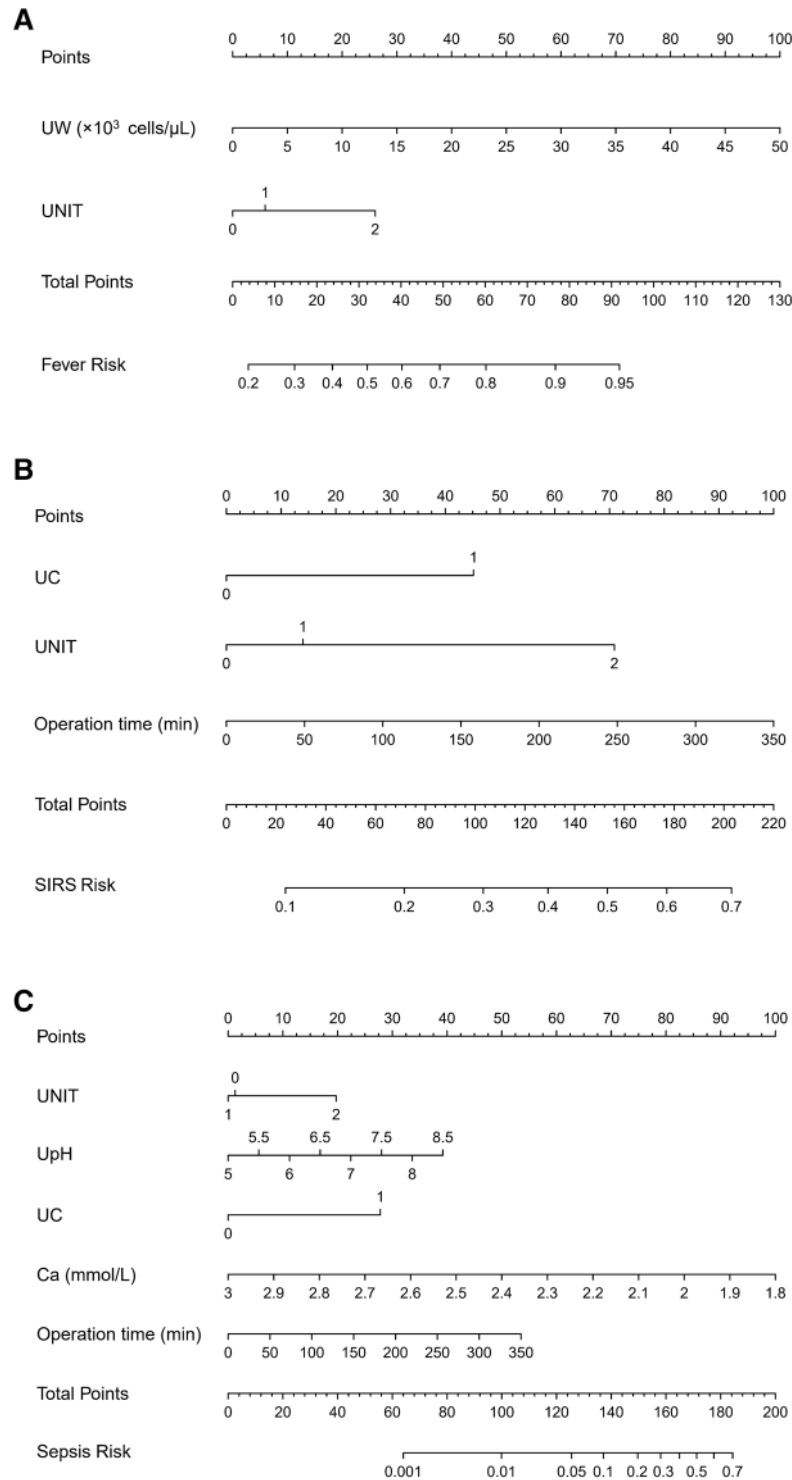 A
0 10 20 30 40 50 60 70 80 90 100
Points
UW (×10³ cells/µL)
0 5 10 15 20 25 30 35 40 45 50
1
UNIT
0 2
Total Points
0 10 20 30 40 50 60 70 80 90 100 110 120 130
Fever Risk
0.2 0.3 0.4 0.5 0.6 0.7 0.8 0.9 0.95
B
0 10 20 30 40 50 60 70 80 90 100
Points
1
UC
0
1
UNIT
0 2
Operation time (min)
0 50 100 150 200 250 300 350
Total Points
0 20 40 60 80 100 120 140 160 180 200 220
SIRS Risk
0.1 0.2 0.3 0.4 0.5 0.6 0.7
C
0 10 20 30 40 50 60 70 80 90 100
Points
0
UNIT
1 2
5.5 6.5 7.5 8.5
UpH
5 6 7 8
1
UC
0
Ca (mmol/L)
3 2.9 2.8 2.7 2.6 2.5 2.4 2.3 2.2 2.1 2 1.9 1.8
Operation time (min)
0 50 100 150 200 250 300 350
Total Points
0 20 40 60 80 100 120 140 160 180 200
Sepsis Risk
0.001 0.01 0.05 0.1 0.2 0.3 0.5 0.7